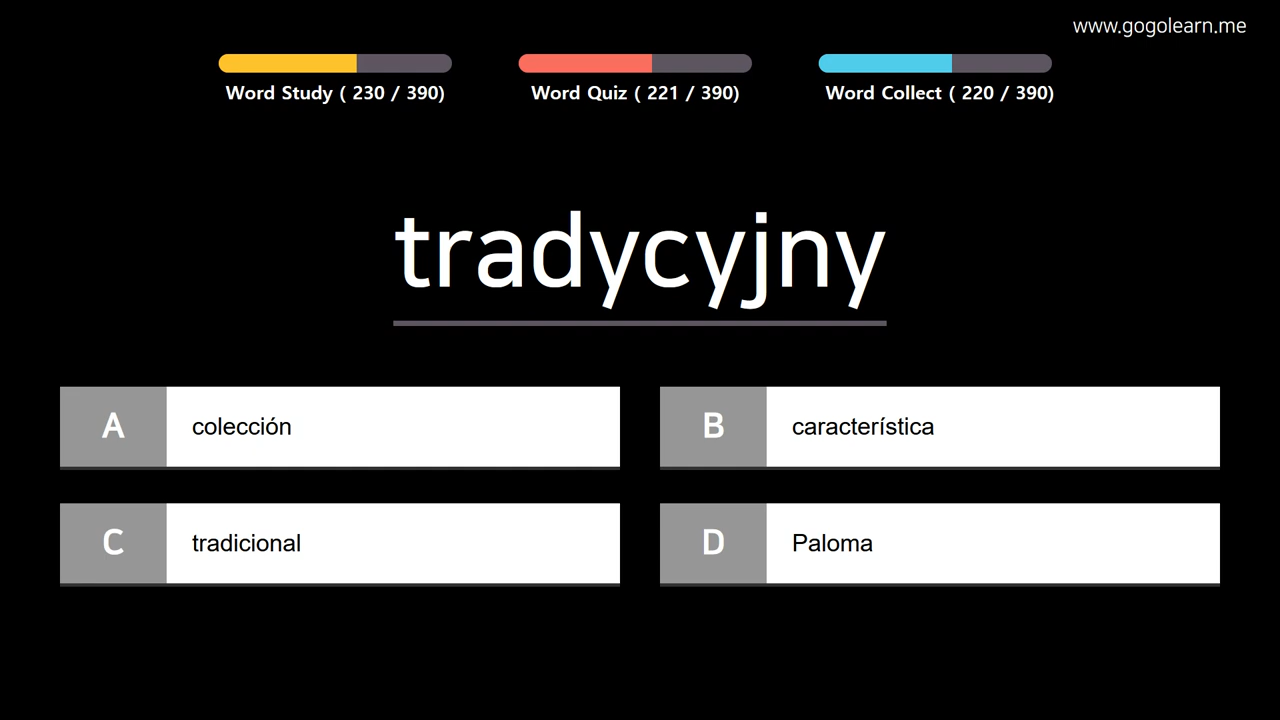 www.gogolearn.me
Word Study ( 230 / 390)
Word Quiz ( 221 / 390)
Word Collect ( 220 / 390)
tradycyjny
A colección
B característica
C tradicional
D Paloma